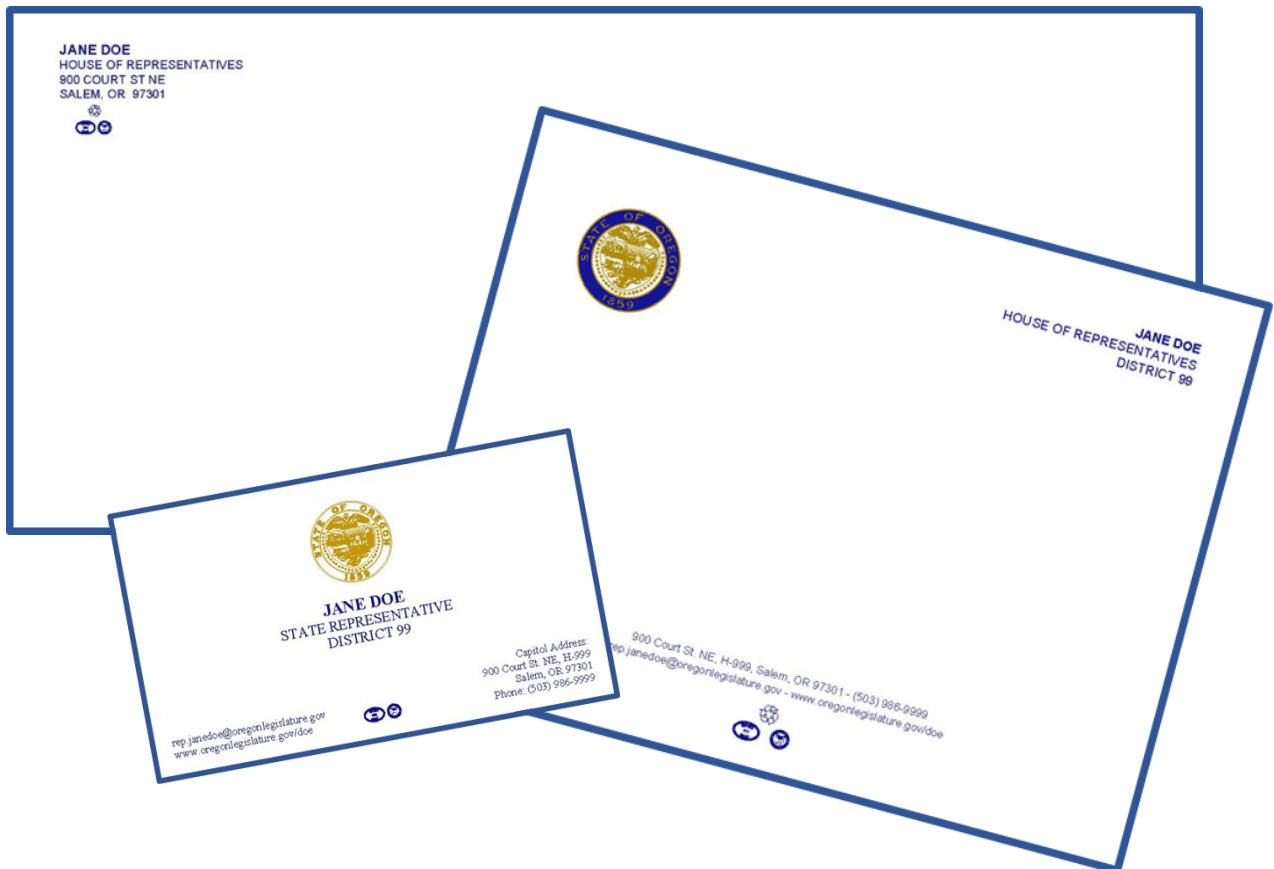 JANE DOE
HOUSE OF REPRESENTATIVES
900 COURT ST NE
SALEM, OR 97301
STATE OF OREGON
1859
JANE DOE
HOUSE OF REPRESENTATIVES
DISTRICT 99
900 Court St. NE, H-999, Salem, OR 97301 - (503) 986-9999
rep.janedoe@oregonlegislature.gov - www.oregonlegislature.gov/doe
STATE OF OREGON
1859
JANE DOE
STATE REPRESENTATIVE
DISTRICT 99
Capitol Address:
900 Court St. NE, H-999
Salem, OR 97301
Phone: (503) 986-9999
rep.janedoe@oregonlegislature.gov
www.oregonlegislature.gov/doe